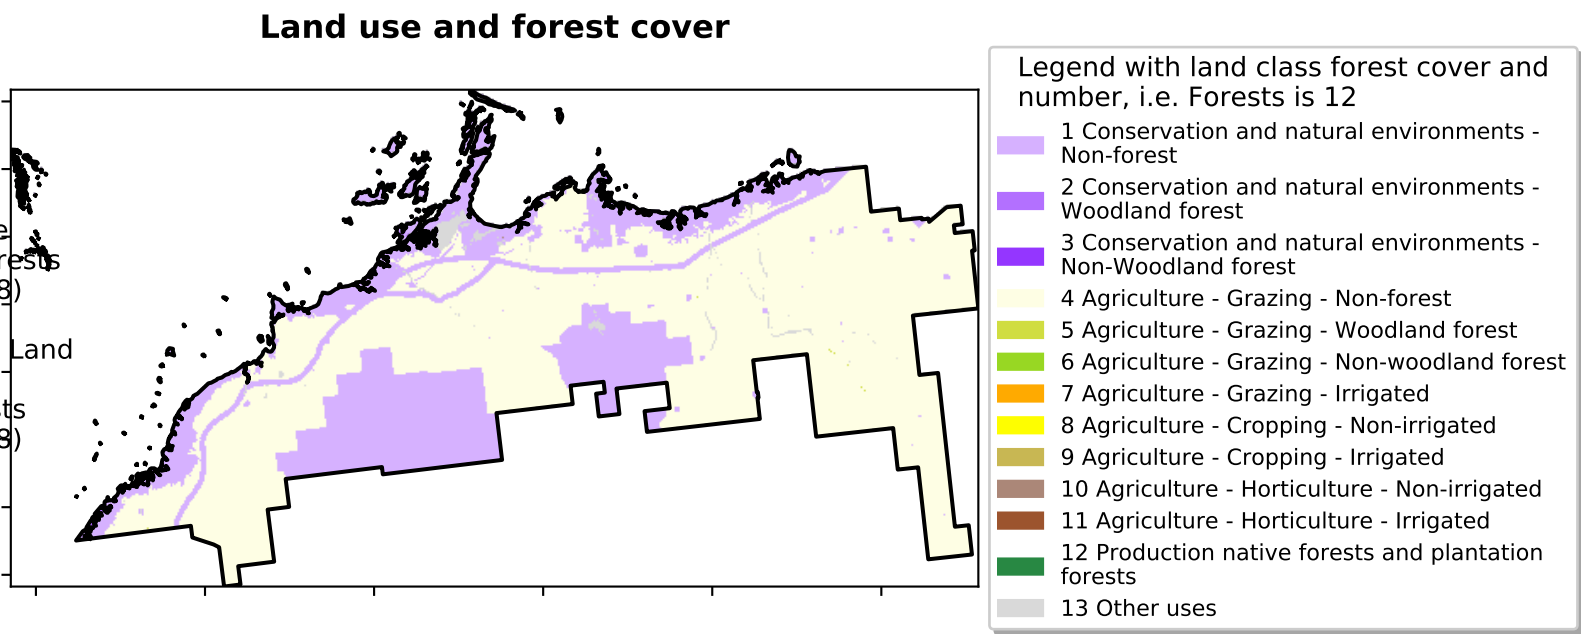 Land use and forest cover
Legend with land class forest cover and
number, i.e. Forests is 12
1 Conservation and natural environments -
Non-forest
2 Conservation and natural environments -
Woodland forest
3 Conservation and natural environments -
Non-Woodland forest
4 Agriculture - Grazing - Non-forest
5 Agriculture - Grazing - Woodland forest
6 Agriculture - Grazing - Non-woodland forest
7 Agriculture - Grazing - Irrigated
8 Agriculture - Cropping - Non-irrigated
9 Agriculture - Cropping - Irrigated
10 Agriculture - Horticulture - Non-irrigated
11 Agriculture - Horticulture - Irrigated
12 Production native forests and plantation
forests
13 Other uses
Land